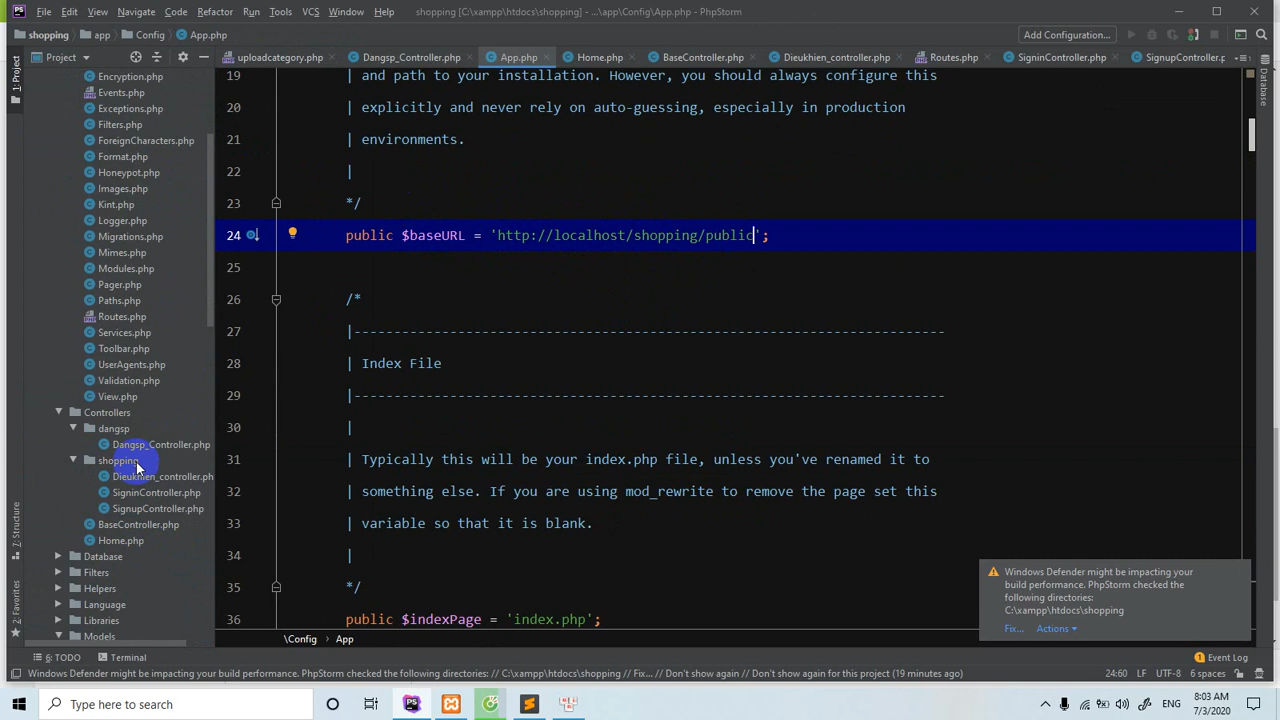 File Edit View Navigate Code Refactor Run Tools VCS Window Help shopping [C:\xampp\htdocs\shopping] - ...\app\Config\App.php - PhpStorm
shopping app Config App.php Add Configuration...
Project uploadcategory.php Dangsp_Controller.php App.php Home.php BaseController.php Dieukhien_controller.php Routes.php SigninController.php SignupController.p
1: Project
Database
7: Structure
2: Favorites
Encryption.php
Events.php
Exceptions.php
Filters.php
ForeignCharacters.php
Format.php
Honeypot.php
Images.php
Kint.php
Logger.php
Migrations.php
Mimes.php
Modules.php
Pager.php
Paths.php
Routes.php
Services.php
Toolbar.php
UserAgents.php
Validation.php
View.php
Controllers
dangsp
Dangsp_Controller.php
shopping
Dieukhien_controller.ph
SigninController.php
SignupController.php
BaseController.php
Home.php
Database
Filters
Helpers
Language
Libraries
Models
19 | and path to your installation. However, you should always configure this
20 | explicitly and never rely on auto-guessing, especially in production
21 | environments.
22 |
23 */
24 public $baseURL = 'http://localhost/shopping/public';
25
26 /*
27 |--------------------------------------------------------------------------
28 | Index File
29 |--------------------------------------------------------------------------
30 |
31 | Typically this will be your index.php file, unless you've renamed it to
32 | something else. If you are using mod_rewrite to remove the page set this
33 | variable so that it is blank.
34 |
35 */
36 public $indexPage = 'index.php';
\Config App
Windows Defender might be impacting your
build performance. PhpStorm checked the
following directories:
C:\xampp\htdocs\shopping
Fix... Actions
6: TODO Terminal Event Log
Windows Defender might be impacting your build performance. PhpStorm checked the following directories: // C:\xampp\htdocs\shopping // Fix... // Don't show again // Don't show again for this project (19 minutes ago) 24:60 LF UTF-8 6 spaces
Type here to search
8:03 AM
7/3/2020